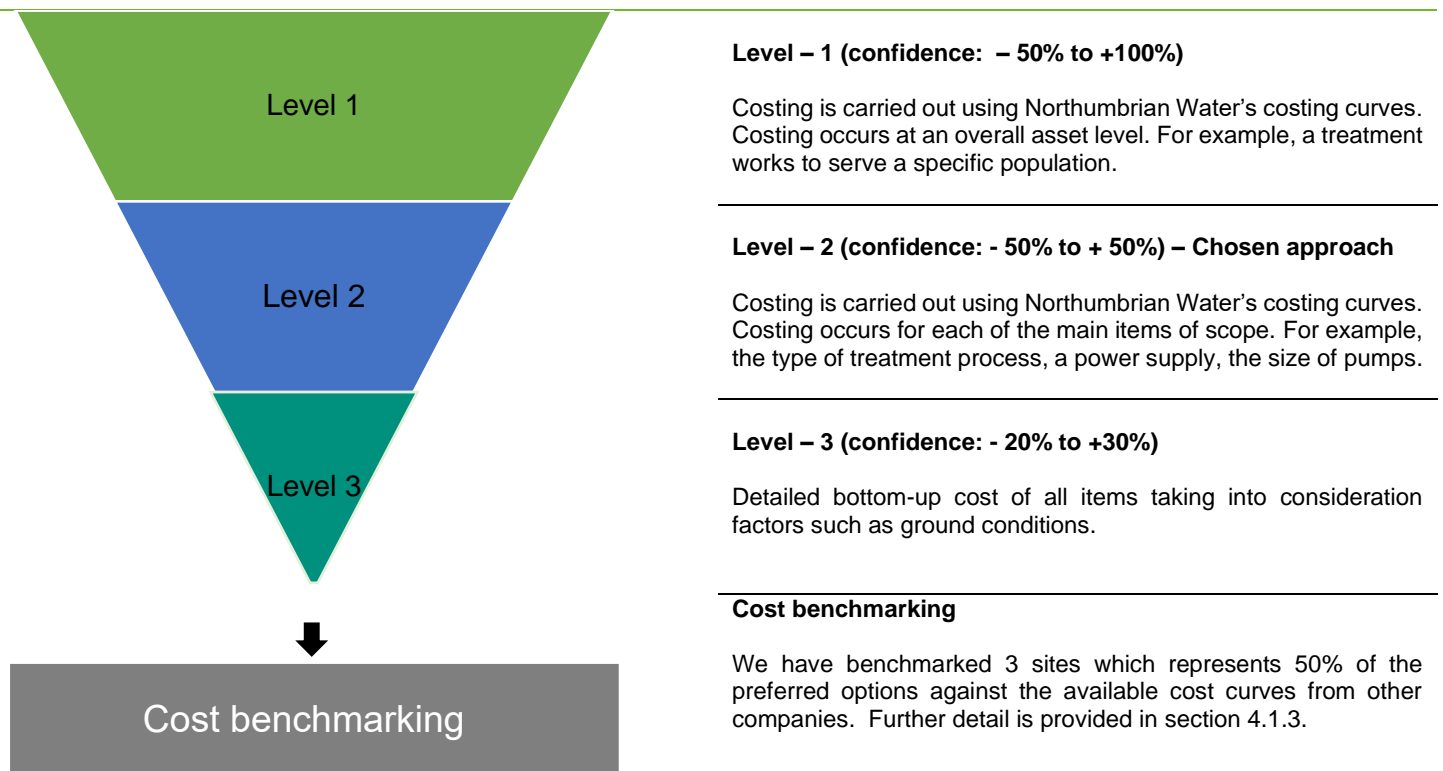 Level 1
Level 2
Level 3
Cost benchmarking
Level – 1 (confidence: – 50% to +100%)
Costing is carried out using Northumbrian Water’s costing curves.
Costing occurs at an overall asset level. For example, a treatment
works to serve a specific population.
Level – 2 (confidence: - 50% to + 50%) – Chosen approach
Costing is carried out using Northumbrian Water’s costing curves.
Costing occurs for each of the main items of scope. For example,
the type of treatment process, a power supply, the size of pumps.
Level – 3 (confidence: - 20% to +30%)
Detailed bottom-up cost of all items taking into consideration
factors such as ground conditions.
Cost benchmarking
We have benchmarked 3 sites which represents 50% of the
preferred options against the available cost curves from other
companies. Further detail is provided in section 4.1.3.